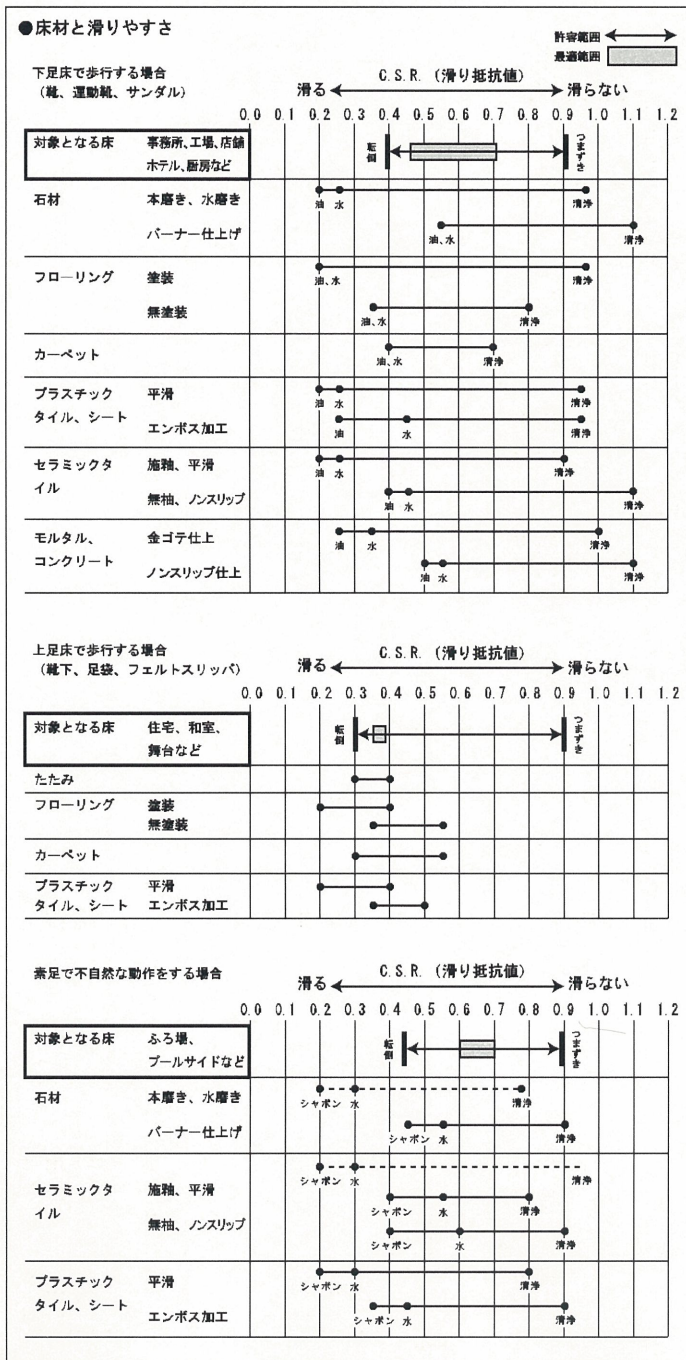 ●床材と滑りやすさ
許容範囲
最適範囲
下足床で歩行する場合
(靴、運動靴、サンダル)
C.S.R. (滑り抵抗値)
滑る
滑らない
0.0 0.1 0.2 0.3 0.4 0.5 0.6 0.7 0.8 0.9 1.0 1.1 1.2
対象となる床 事務所、工場、店舗
ホテル、厨房など
転倒
つまずき
石材 本磨き、水磨き
油 水 清浄
バーナー仕上げ
油、水 清浄
フローリング 塗装
油、水 清浄
無塗装
油、水 清浄
カーペット
油、水 清浄
プラスチック 平滑
油 水 清浄
タイル、シート エンボス加工
油 水 清浄
セラミックタ 施釉、平滑
イル
油 水 清浄
無柚、ノンスリップ
油 水 清浄
モルタル、 金ゴテ仕上
油 水 清浄
コンクリート ノンスリップ仕上
油 水 清浄
上足床で歩行する場合
(靴下、足袋、フェルトスリッパ)
C.S.R. (滑り抵抗値)
滑る
滑らない
0.0 0.1 0.2 0.3 0.4 0.5 0.6 0.7 0.8 0.9 1.0 1.1 1.2
対象となる床 住宅、和室、
舞台など
転倒
つまずき
たたみ
フローリング 塗装
無塗装
カーペット
プラスチック 平滑
タイル、シート エンボス加工
素足で不自然な動作をする場合
C.S.R. (滑り抵抗値)
滑る
滑らない
0.0 0.1 0.2 0.3 0.4 0.5 0.6 0.7 0.8 0.9 1.0 1.1 1.2
対象となる床 ふろ場、
プールサイドなど
転倒
つまずき
石材 本磨き、水磨き
シャボン 水 清浄
バーナー仕上げ
シャボン 水 清浄
シャボン 水 清浄
セラミックタ 施釉、平滑
イル
シャボン 水 清浄
無柚、ノンスリップ
シャボン 水 清浄
プラスチック 平滑
シャボン 水 清浄
タイル、シート エンボス加工
シャボン 水 清浄